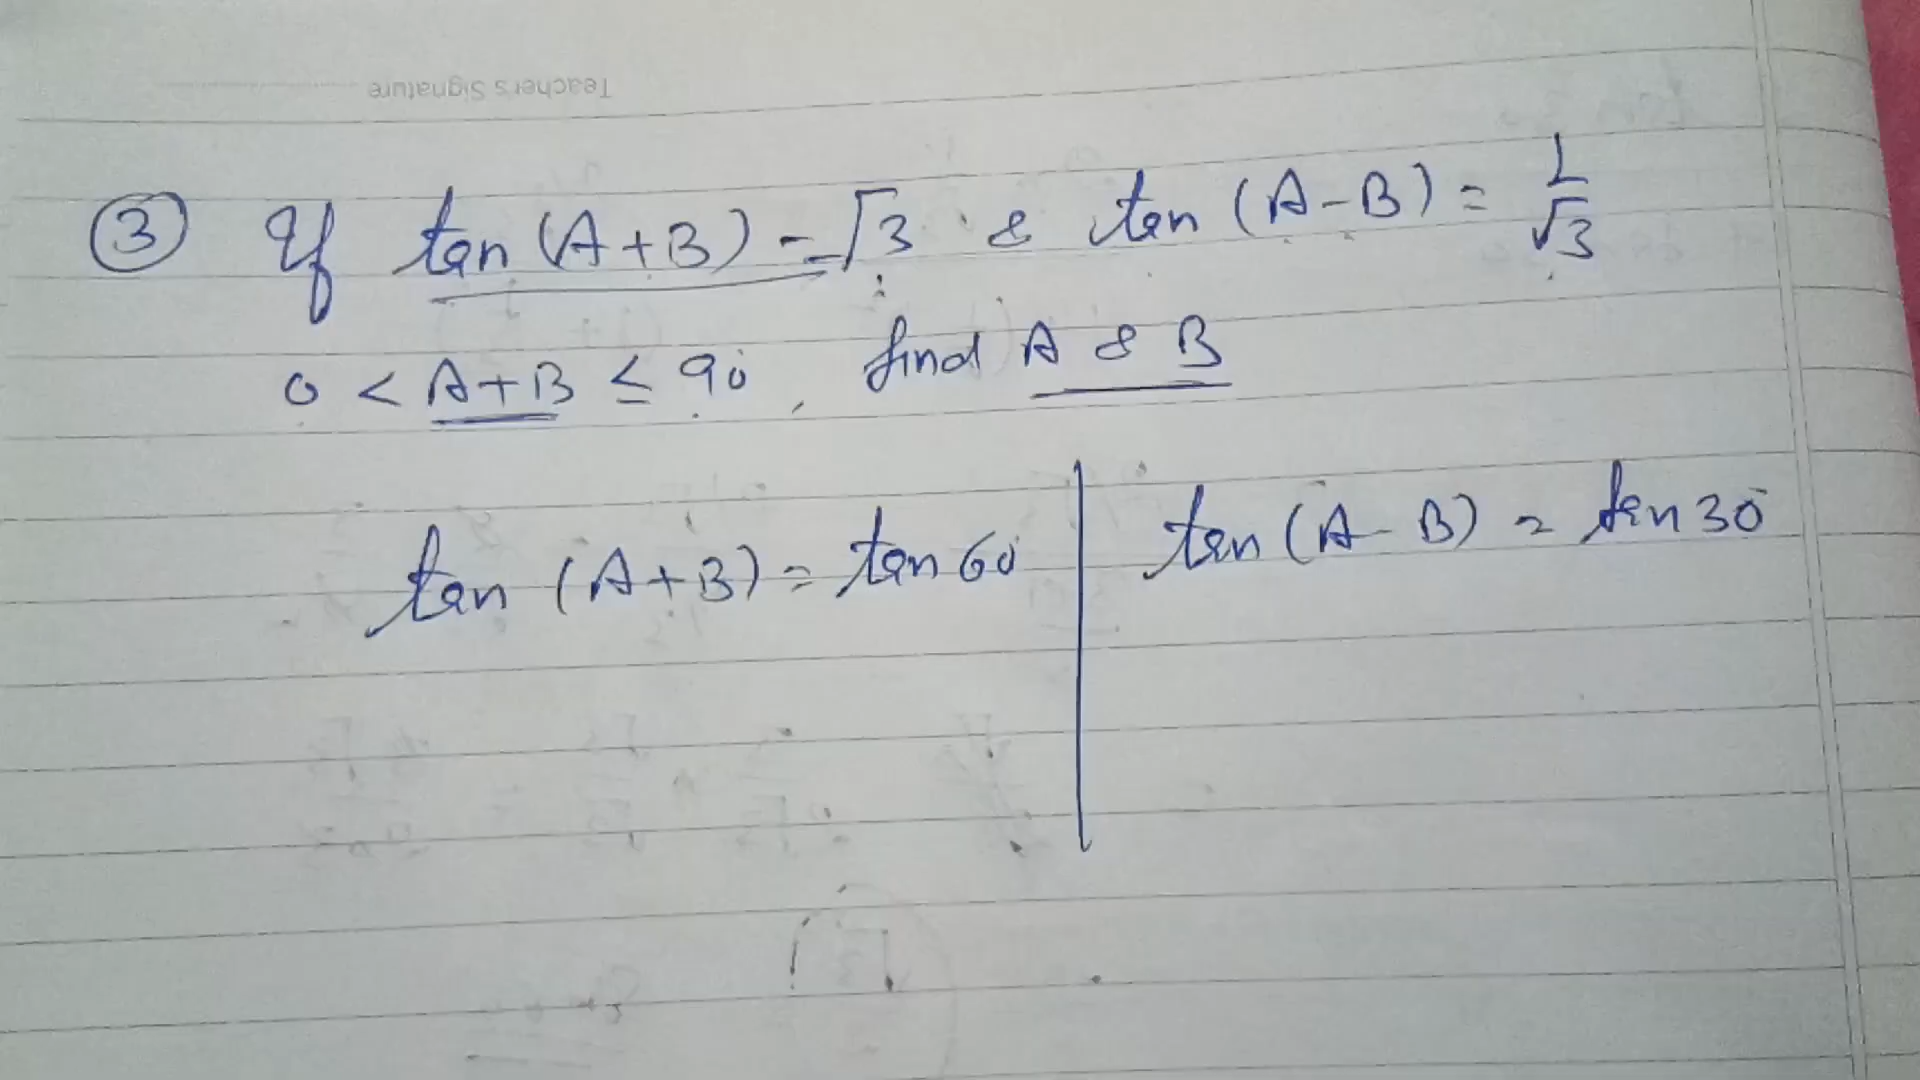 Teacher's Signature
③ If tan (A+B) = √3 & tan (A-B) = 1/√3
0 < A+B ≤ 90°, find A & B
tan (A+B) = tan 60° | tan (A-B) = tan 30°